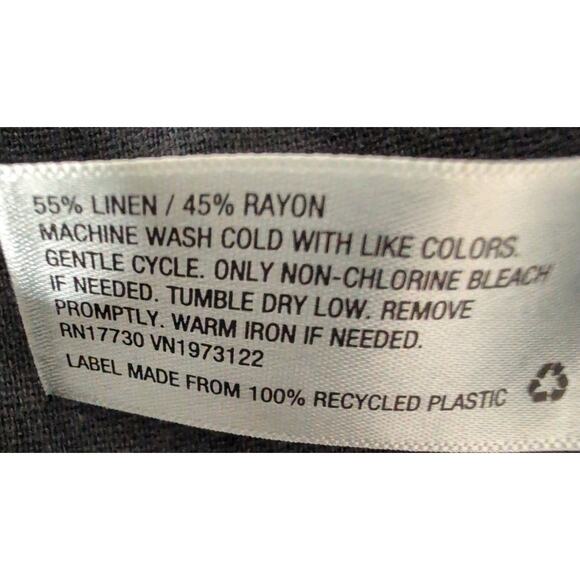 55% LINEN / 45% RAYON
MACHINE WASH COLD WITH LIKE COLORS.
GENTLE CYCLE. ONLY NON-CHLORINE BLEACH
IF NEEDED. TUMBLE DRY LOW. REMOVE
PROMPTLY. WARM IRON IF NEEDED.
RN17730 VN1973122
LABEL MADE FROM 100% RECYCLED PLASTIC